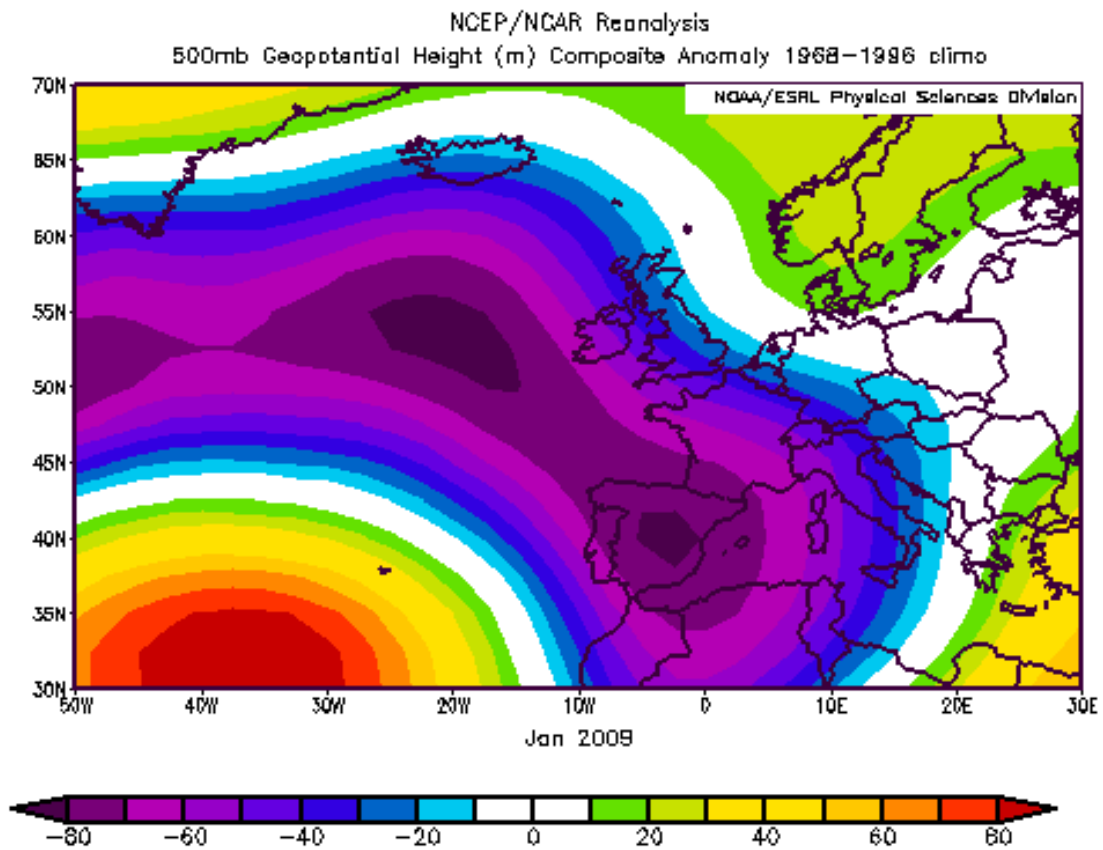 NCEP/NCAR Reanalysis
500mb Geopotential Height (m) Composite Anomaly 1968-1996 climo
NOAA/ESRL Physical Sciences Division
70N
65N
60N
55N
50N
45N
40N
35N
30N
50W 40W 30W 20W 10W 0 10E 20E 30E
Jan 2009
-80 -60 -40 -20 0 20 40 60 80